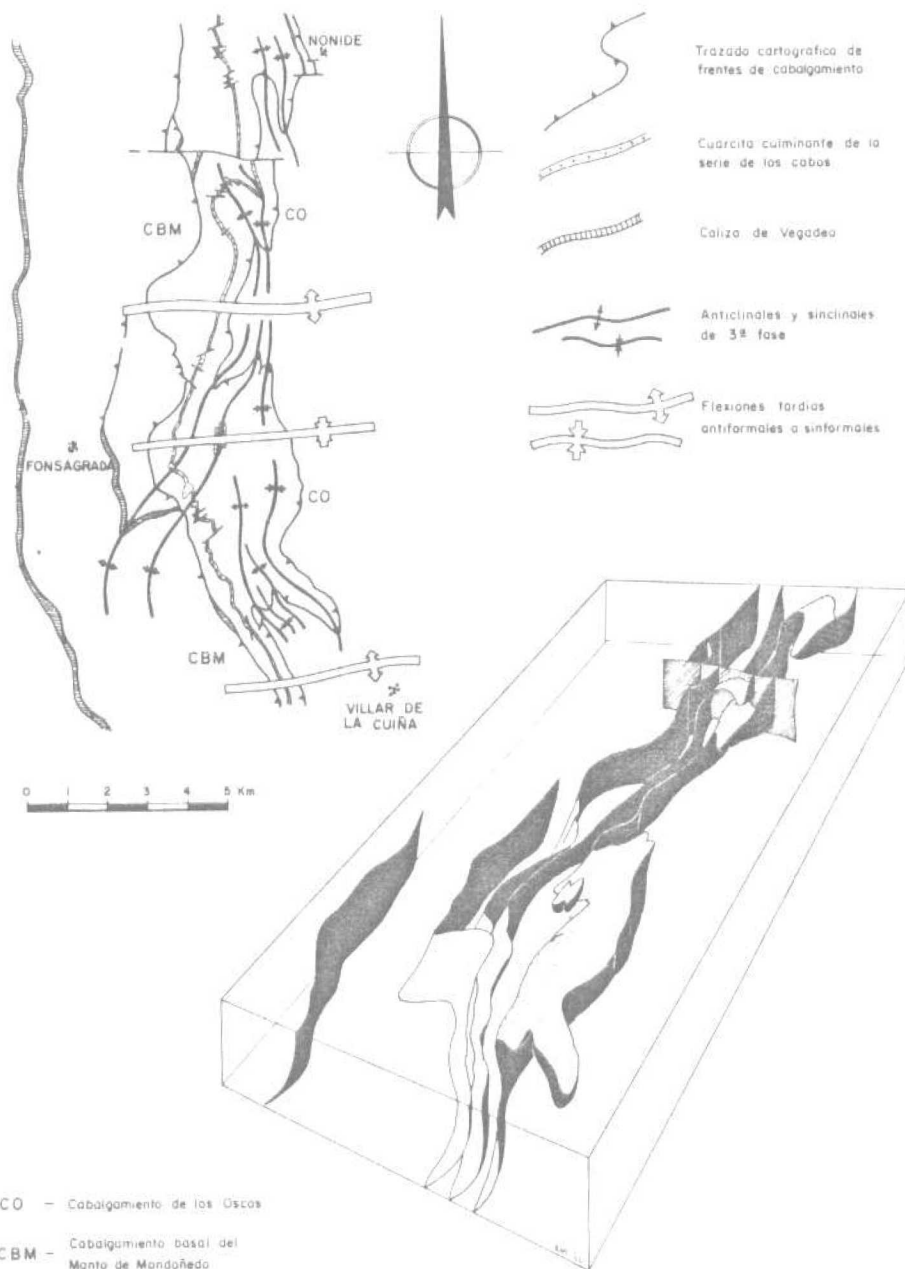 NONIDE
CBM
CO
FONSAGRADA
CO
CBM
VILLAR DE
LA CUIÑA
0 1 2 3 4 5 Km
Trazado cartografico de
frentes de cabalgamiento
Cuarcita culminante de la
serie de los cabos
Caliza de Vegadeo
Anticlinales y sinclinales
de 3ª fase
Flexiones tardias
antiformales o sinformales
CO - Cabalgamiento de los Oscos
CBM - Cabalgamiento basal del
Manto de Mondoñedo